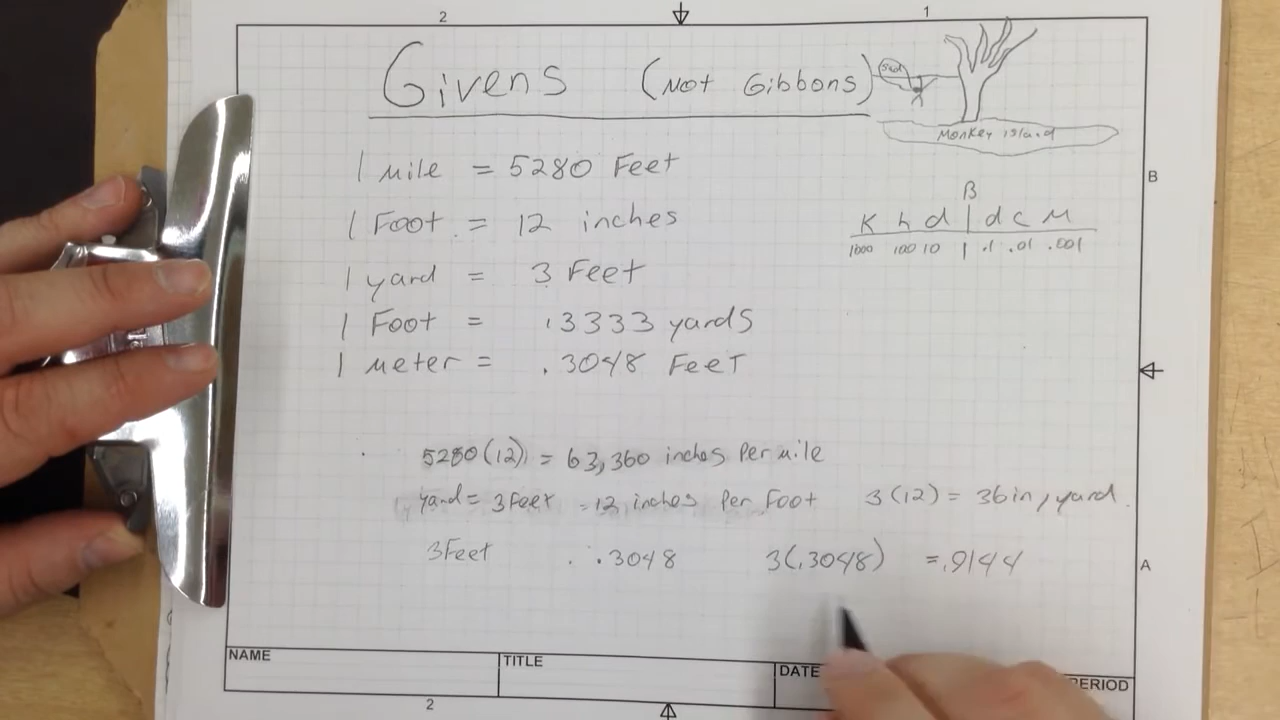 2 1
Givens (Not Gibbons)
Monkey island
B
1 Mile = 5280 Feet
B
K h d d c M
1000 100 10 1 .1 .01 .001
1 Foot = 12 inches
1 yard = 3 Feet
1 Foot = .3333 yards
1 Meter = .3048 Feet
5280(12) = 63,360 inches Per Mile
yard = 3 Feet = 12 inches Per Foot 3(12) = 36 in, yard
3 Feet .3048 3(.3048) = .9144
A
NAME TITLE DATE PERIOD
2